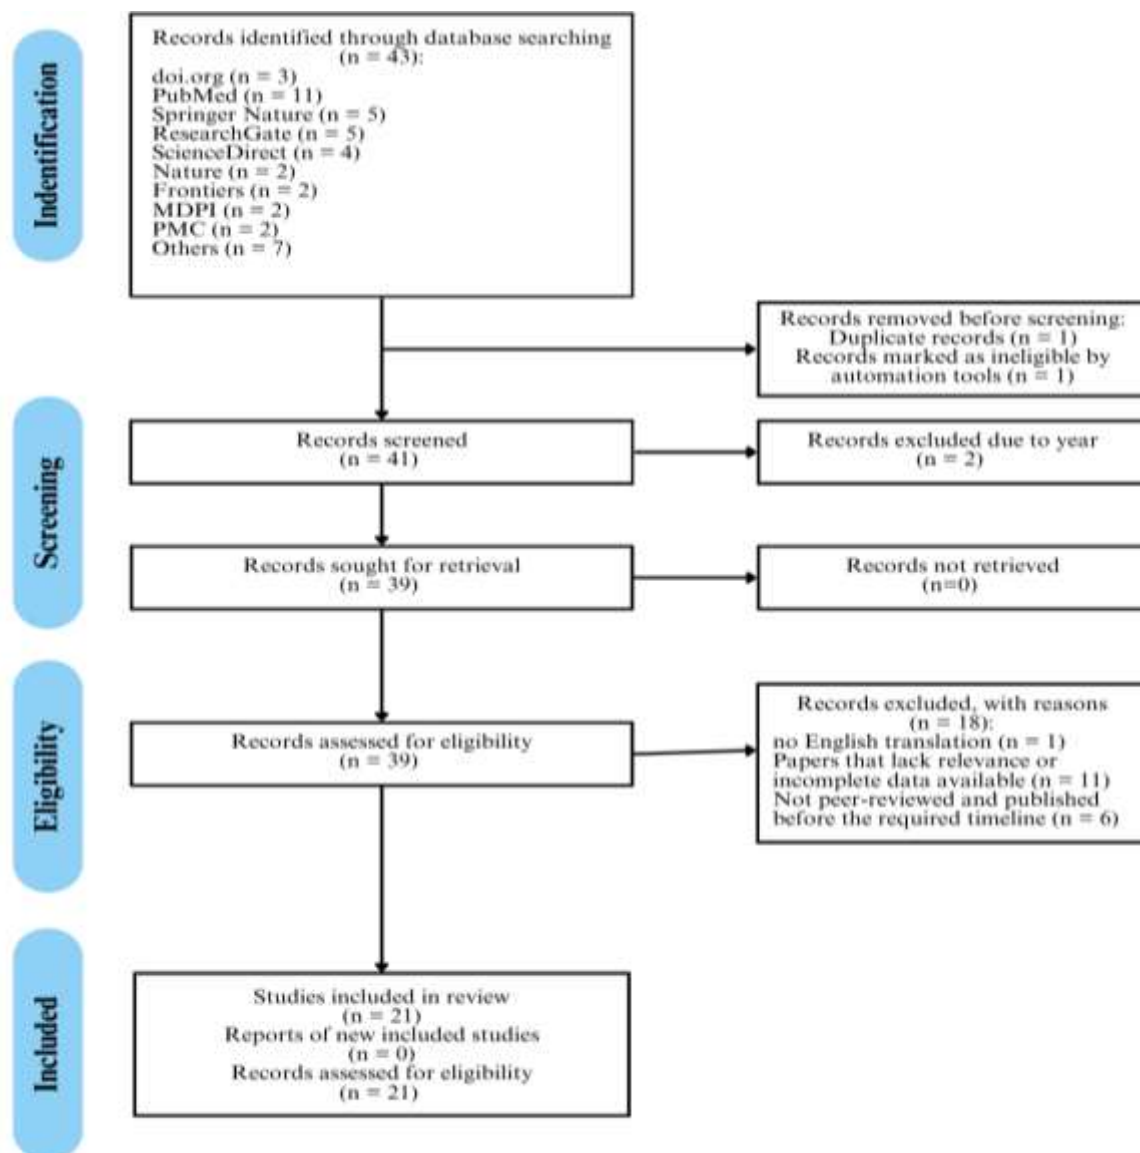 Indentification
Records identified through database searching
(n = 43):
doi.org (n = 3)
PubMed (n = 11)
Springer Nature (n = 5)
ResearchGate (n = 5)
ScienceDirect (n = 4)
Nature (n = 2)
Frontiers (n = 2)
MDPI (n = 2)
PMC (n = 2)
Others (n = 7)
Records removed before screening:
Duplicate records (n = 1)
Records marked as ineligible by
automation tools (n = 1)
Screening
Records screened
(n = 41)
Records excluded due to year
(n = 2)
Records sought for retrieval
(n = 39)
Records not retrieved
(n=0)
Eligibility
Records assessed for eligibility
(n = 39)
Records excluded, with reasons
(n = 18):
no English translation (n = 1)
Papers that lack relevance or
incomplete data available (n = 11)
Not peer-reviewed and published
before the required timeline (n = 6)
Included
Studies included in review
(n = 21)
Reports of new included studies
(n = 0)
Records assessed for eligibility
(n = 21)